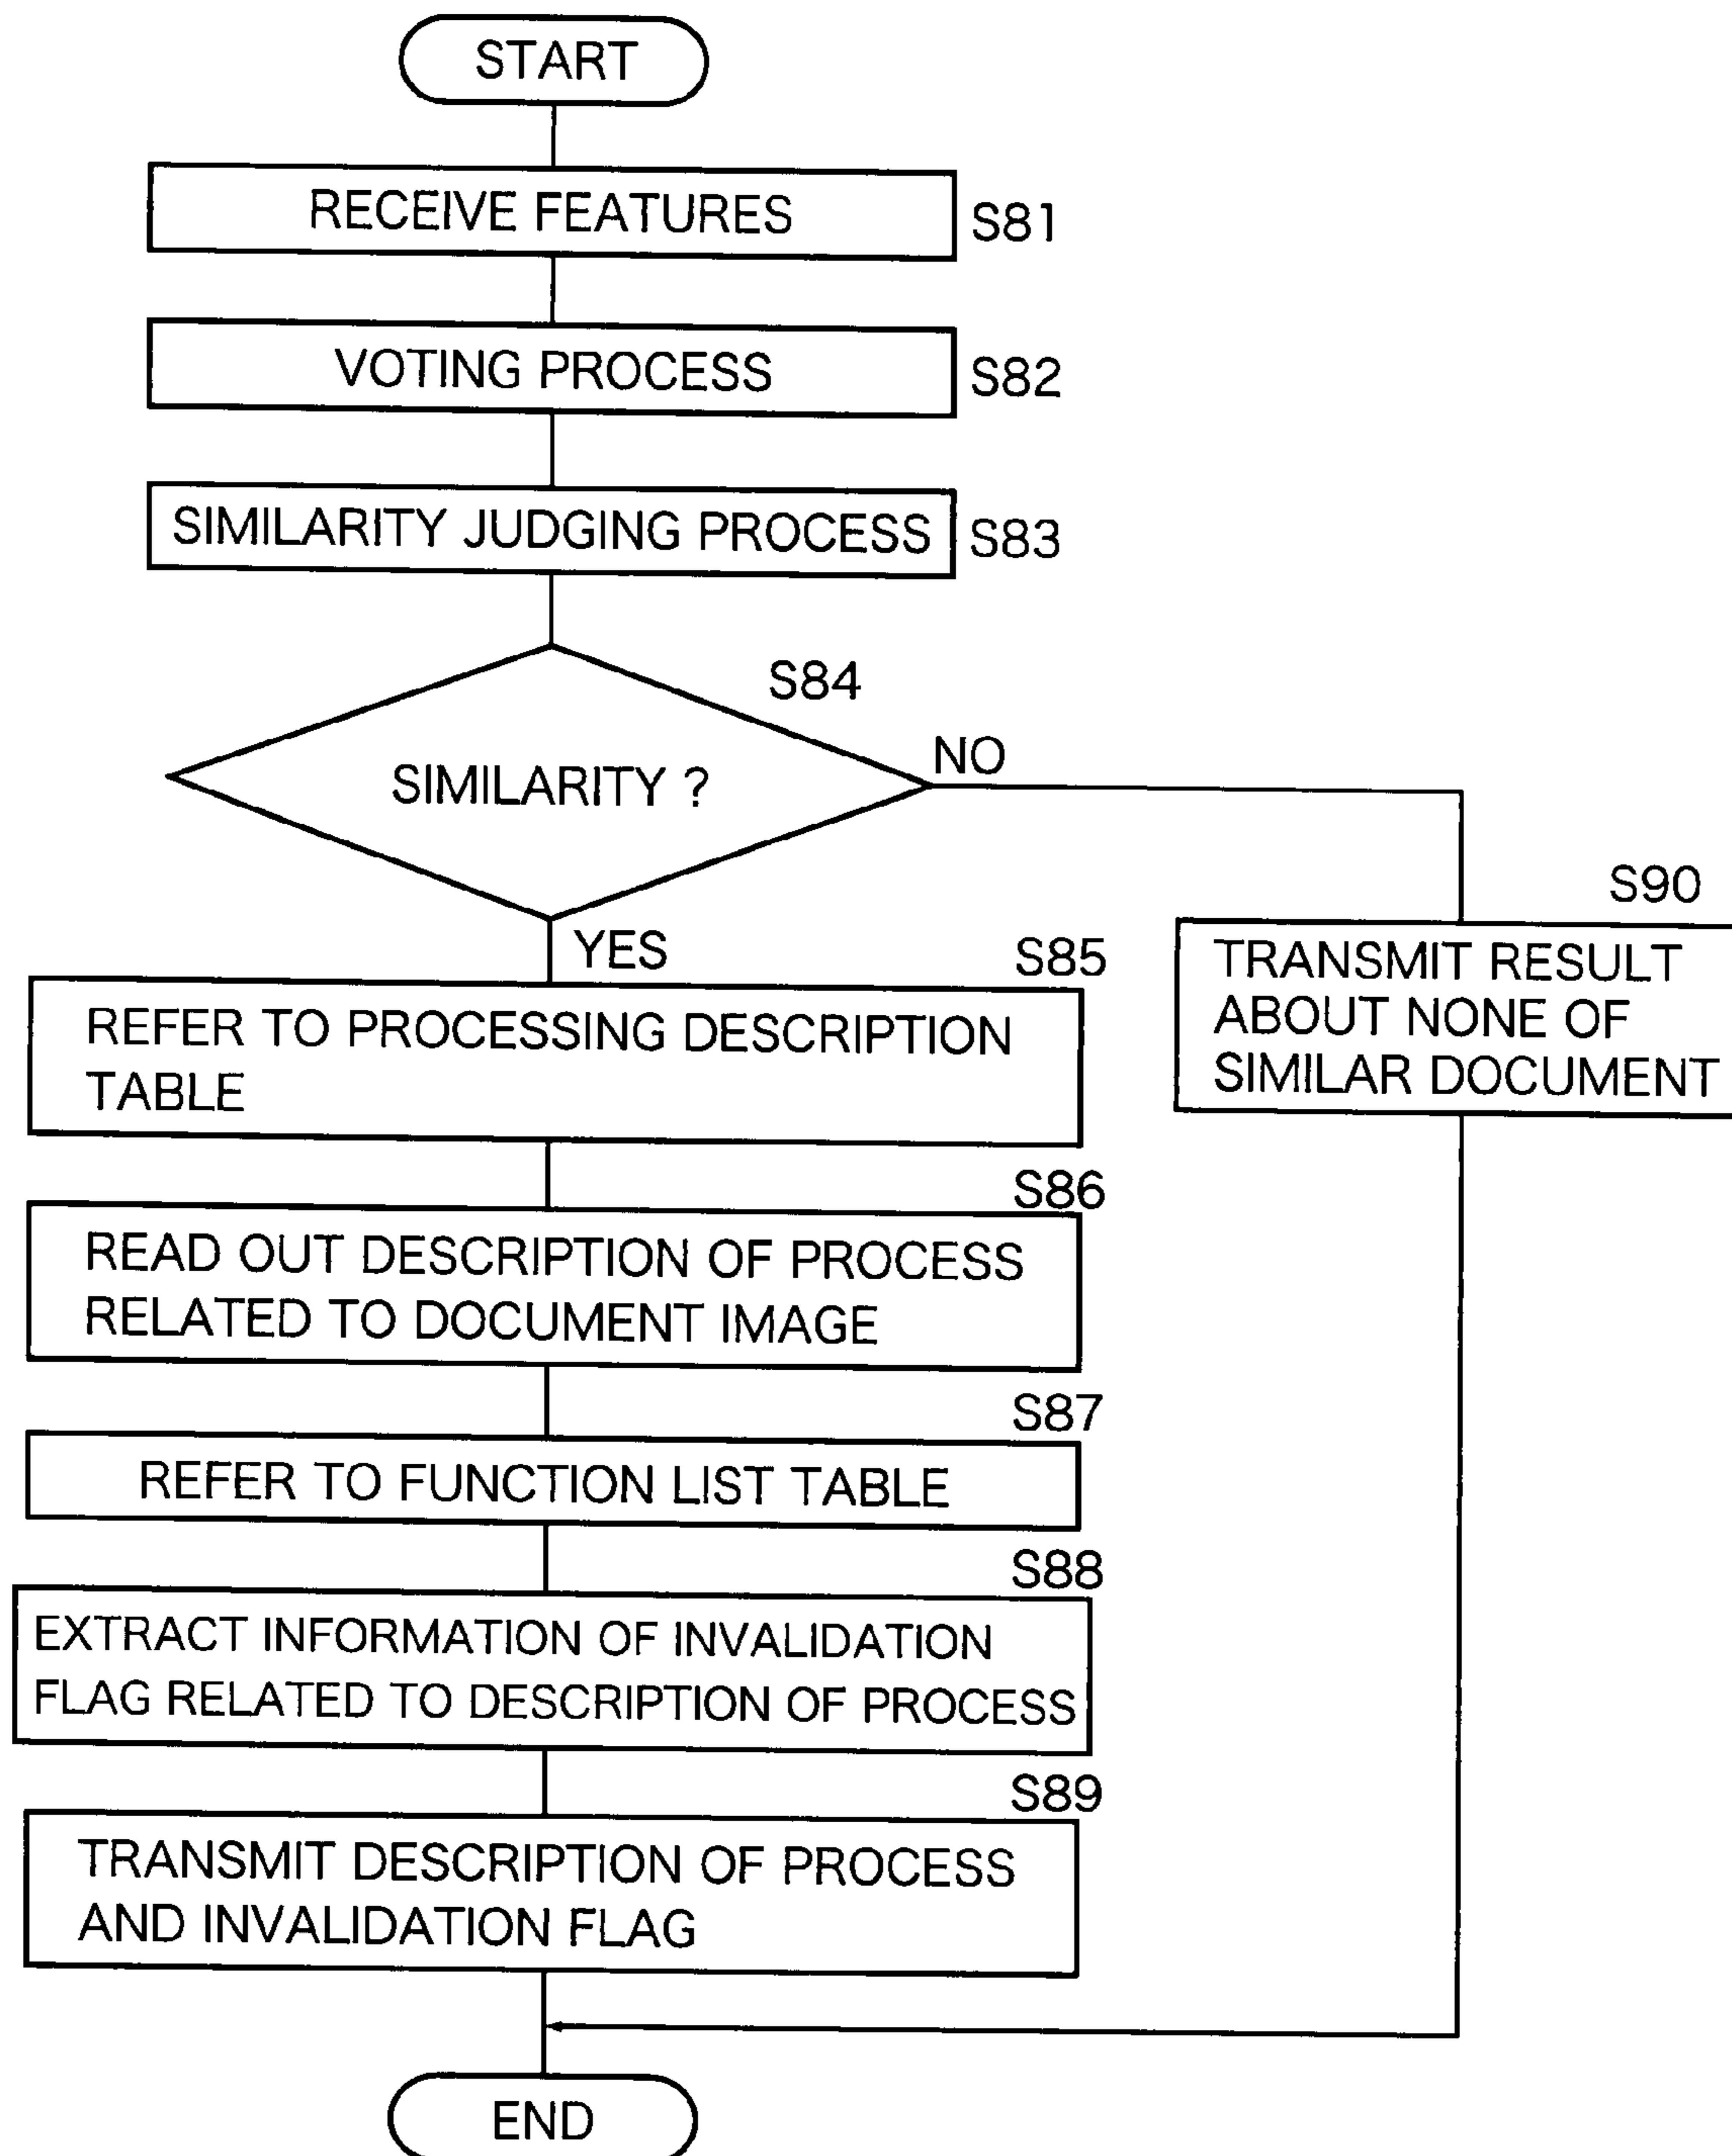 START
RECEIVE FEATURES
S81
VOTING PROCESS
S82
SIMILARITY JUDGING PROCESS
S83
S84
SIMILARITY ?
NO
YES
S90
TRANSMIT RESULT
ABOUT NONE OF
SIMILAR DOCUMENT
S85
REFER TO PROCESSING DESCRIPTION
TABLE
S86
READ OUT DESCRIPTION OF PROCESS
RELATED TO DOCUMENT IMAGE
S87
REFER TO FUNCTION LIST TABLE
S88
EXTRACT INFORMATION OF INVALIDATION
FLAG RELATED TO DESCRIPTION OF PROCESS
S89
TRANSMIT DESCRIPTION OF PROCESS
AND INVALIDATION FLAG
END